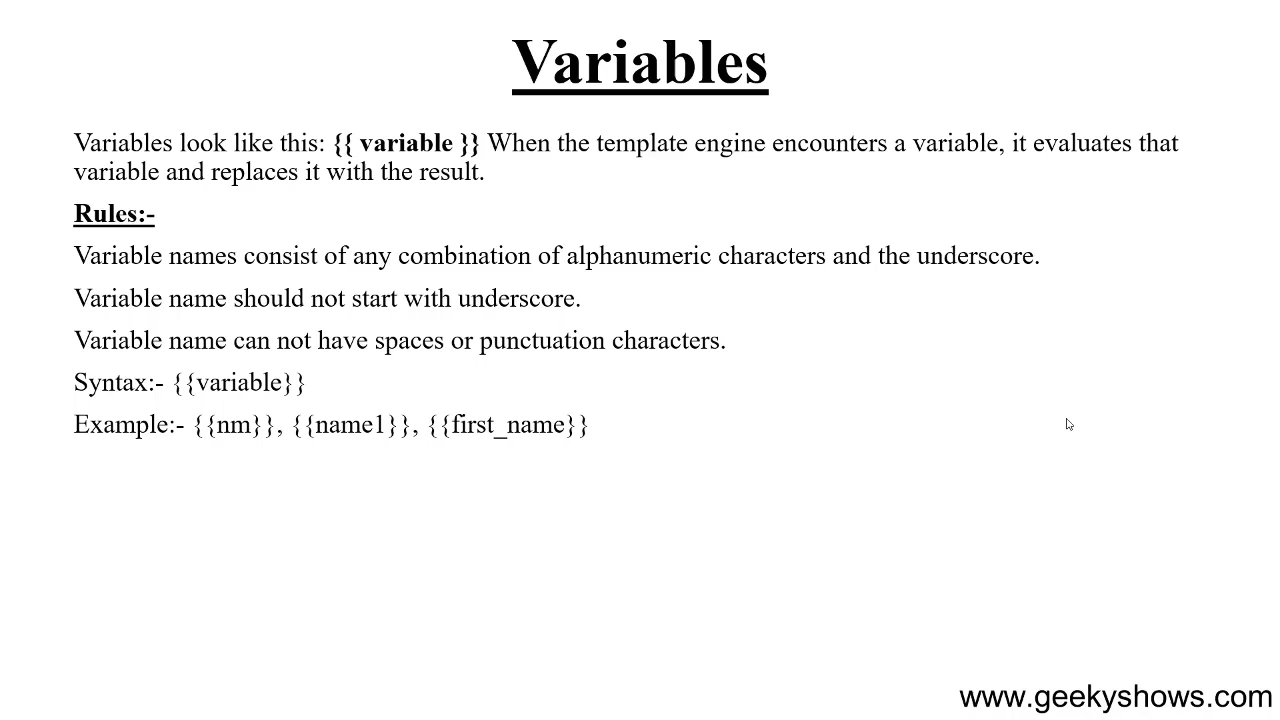 Variables
Variables look like this: {{ variable }} When the template engine encounters a variable, it evaluates that
variable and replaces it with the result.
Rules:-
Variable names consist of any combination of alphanumeric characters and the underscore.
Variable name should not start with underscore.
Variable name can not have spaces or punctuation characters.
Syntax:- {{variable}}
Example:- {{nm}}, {{name1}}, {{first_name}}
www.geekyshows.com